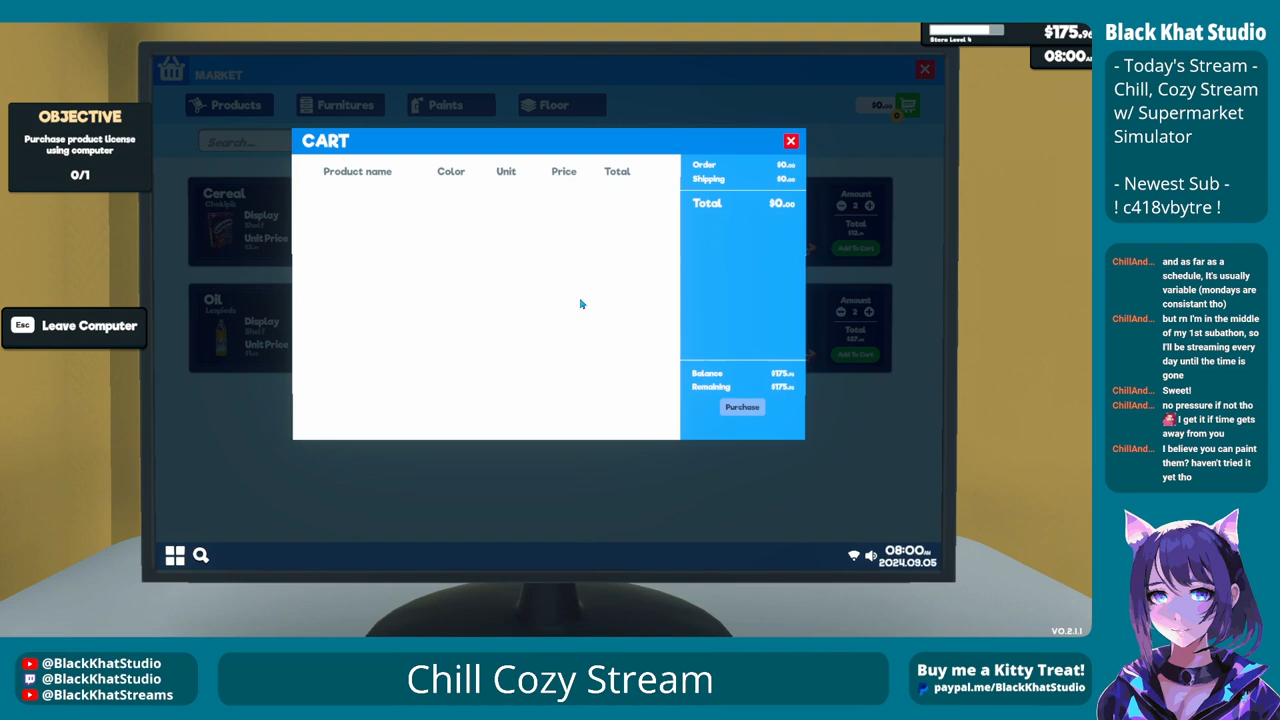 Store Level 4
$175.96
08:00AM
OBJECTIVE
Purchase product license
using computer
0/1
Esc Leave Computer
MARKET
Products
Furnitures
Paints
Floor
$0.00
0
Search...
CART
Product name
Color
Unit
Price
Total
Order $0.00
Shipping $0.00
Total $0.00
Balance $175.96
Remaining $175.96
Purchase
Cereal
Display
Shelf
Unit Price
Amount
2
Total
Add To Cart
Oil
Display
Shelf
Unit Price
Amount
2
Total
Add To Cart
08:00AM
2024.09.05
V0.2.1.1
Black Khat Studio
- Today's Stream -
Chill, Cozy Stream
w/ Supermarket
Simulator
- Newest Sub -
! c418vbytre !
ChillAnd... and as far as a
schedule, It's usually
variable (mondays are
consistant tho)
ChillAnd... but rn I'm in the middle
of my 1st subathon, so
I'll be streaming every
day until the time is
gone
ChillAnd... Sweet!
ChillAnd... no pressure if not tho
I get it if time gets
away from you
ChillAnd... I believe you can paint
them? haven't tried it
yet tho
@BlackKhatStudio
@BlackKhatStudio
@BlackKhatStreams
Chill Cozy Stream
Buy me a Kitty Treat!
paypal.me/BlackKhatStudio